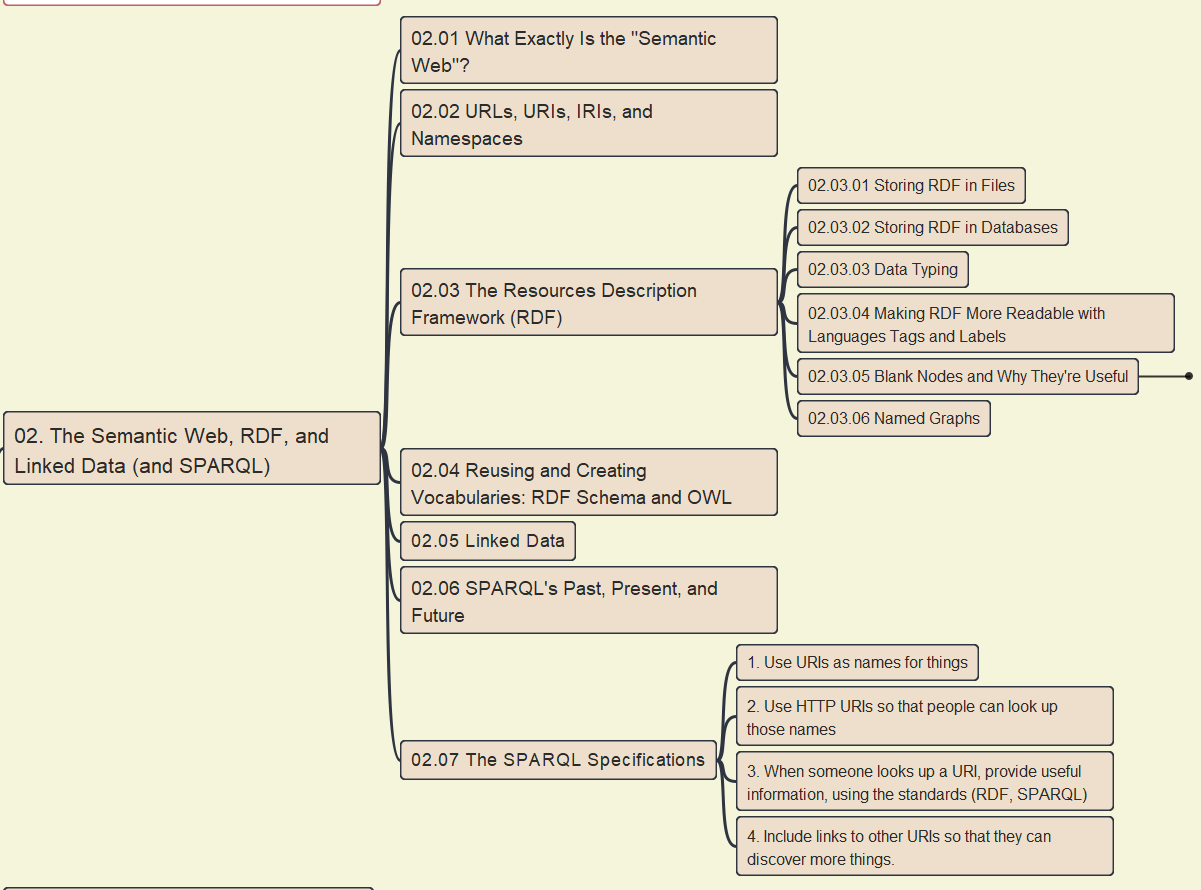 02. The Semantic Web, RDF, and
Linked Data (and SPARQL)
02.01 What Exactly Is the "Semantic
Web"?
02.02 URLs, URIs, IRIs, and
Namespaces
02.03 The Resources Description
Framework (RDF)
02.03.01 Storing RDF in Files
02.03.02 Storing RDF in Databases
02.03.03 Data Typing
02.03.04 Making RDF More Readable with
Languages Tags and Labels
02.03.05 Blank Nodes and Why They're Useful
02.03.06 Named Graphs
02.04 Reusing and Creating
Vocabularies: RDF Schema and OWL
02.05 Linked Data
02.06 SPARQL's Past, Present, and
Future
02.07 The SPARQL Specifications
1. Use URIs as names for things
2. Use HTTP URIs so that people can look up
those names
3. When someone looks up a URI, provide useful
information, using the standards (RDF, SPARQL)
4. Include links to other URIs so that they can
discover more things.